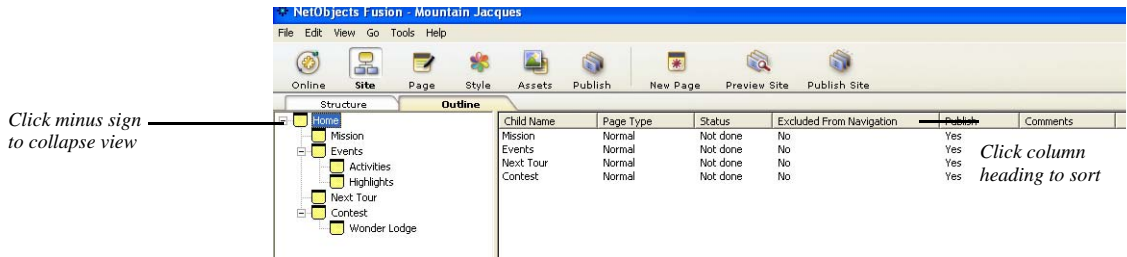 NetObjects Fusion - Mountain Jacques
File Edit View Go Tools Help
Online Site Page Style Assets Publish New Page Preview Site Publish Site
Structure Outline
Click minus sign
to collapse view
Home
Mission
Events
Activities
Highlights
Next Tour
Contest
Wonder Lodge
Child Name Page Type Status Excluded From Navigation Publish Comments
Mission Normal Not done No Yes
Events Normal Not done No Yes
Next Tour Normal Not done No Yes
Contest Normal Not done No Yes
Click column
heading to sort